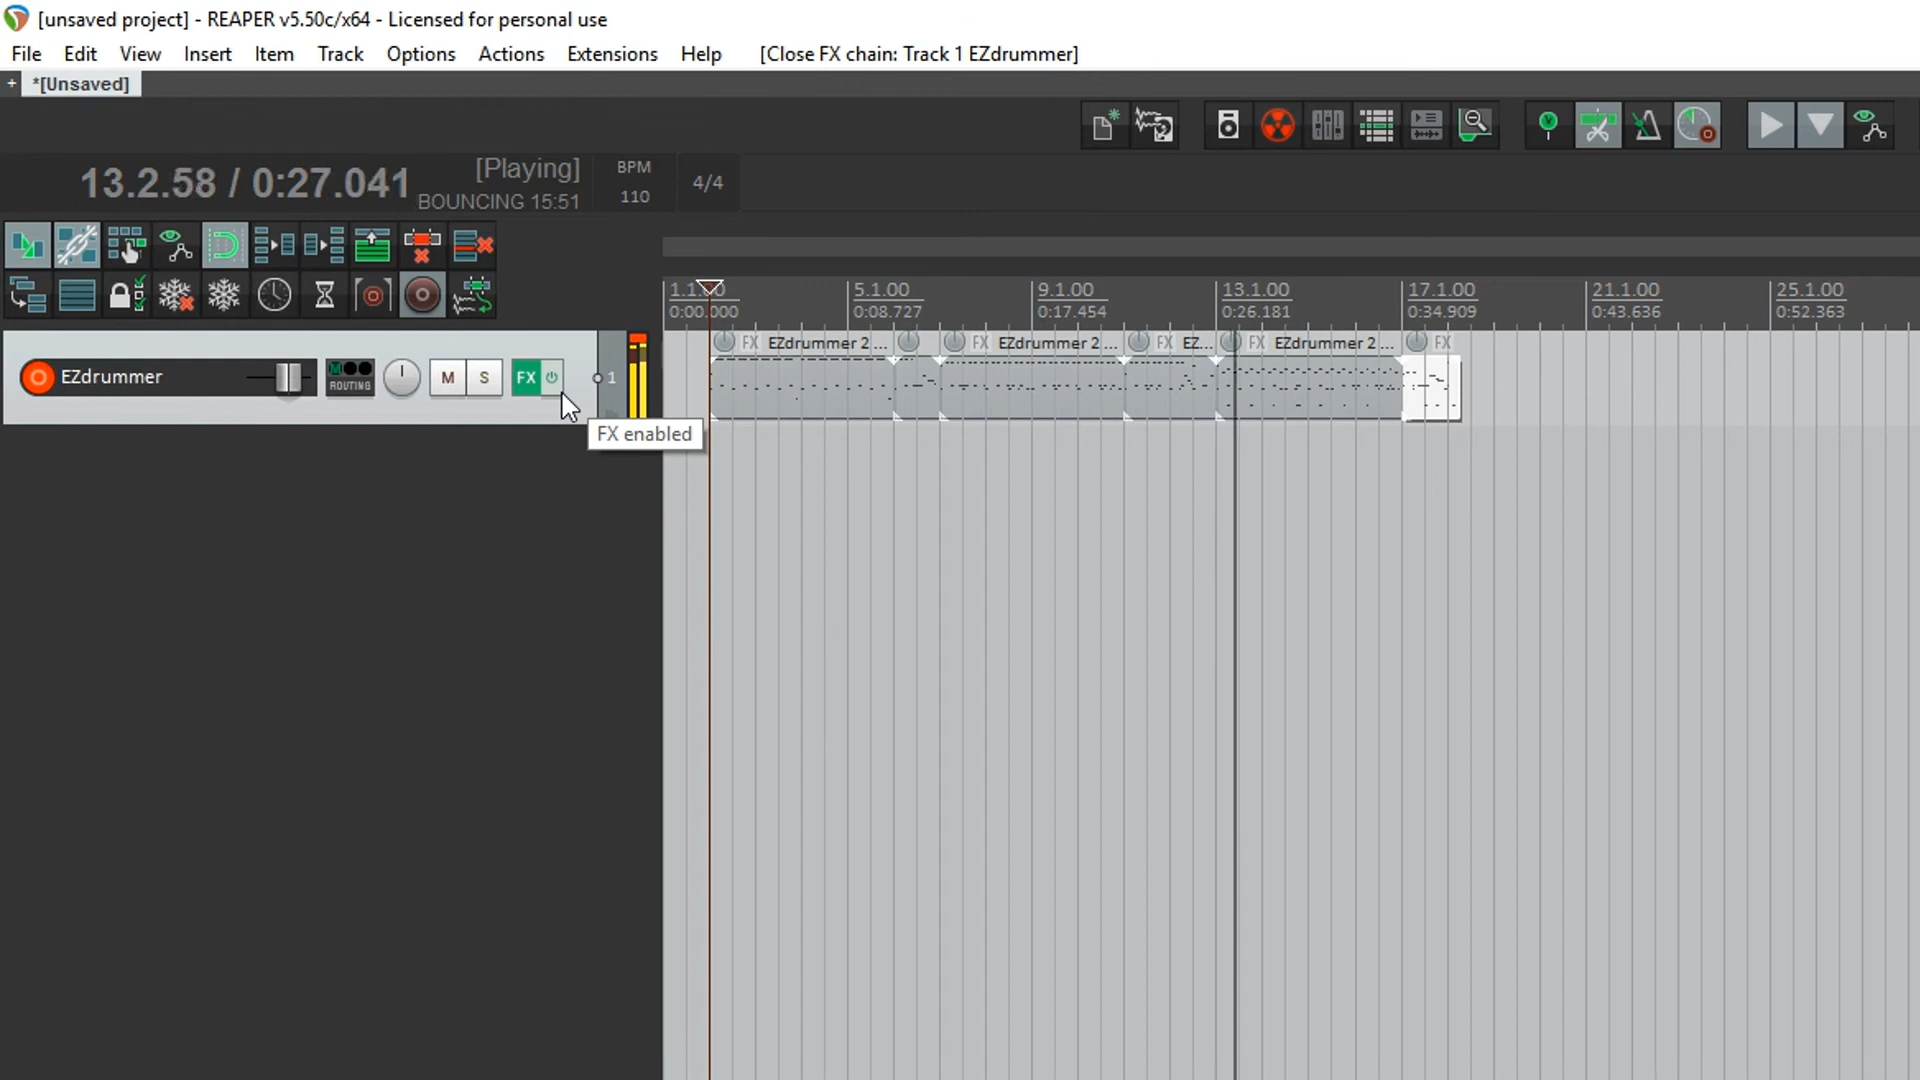 [unsaved project] - REAPER v5.50c/x64 - Licensed for personal use
File Edit View Insert Item Track Options Actions Extensions Help [Close FX chain: Track 1 EZdrummer]
+ *[Unsaved]
13.2.58 / 0:27.041
[Playing]
BOUNCING 15:51
BPM
110
4/4
1.1.00 5.1.00 9.1.00 13.1.00 17.1.00 21.1.00 25.1.00
0:00.000 0:08.727 0:17.454 0:26.181 0:34.909 0:43.636 0:52.363
FX EZdrummer 2 ... FX EZdrummer 2 ... FX EZ... FX EZdrummer 2 ... FX
EZdrummer M ROUTING M S FX 1
FX enabled